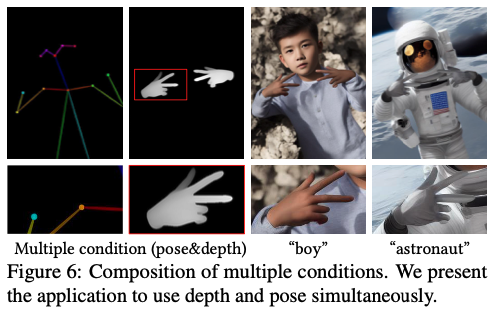 Multiple condition (pose&depth)
“boy”
“astronaut”
Figure 6: Composition of multiple conditions. We present
the application to use depth and pose simultaneously.